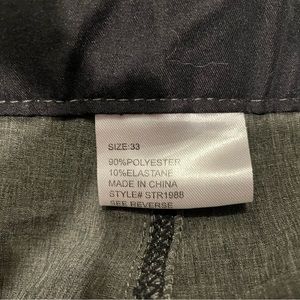 SIZE:33
90%POLYESTER
10%ELASTANE
MADE IN CHINA
STYLE# STR1988
SEE REVERSE